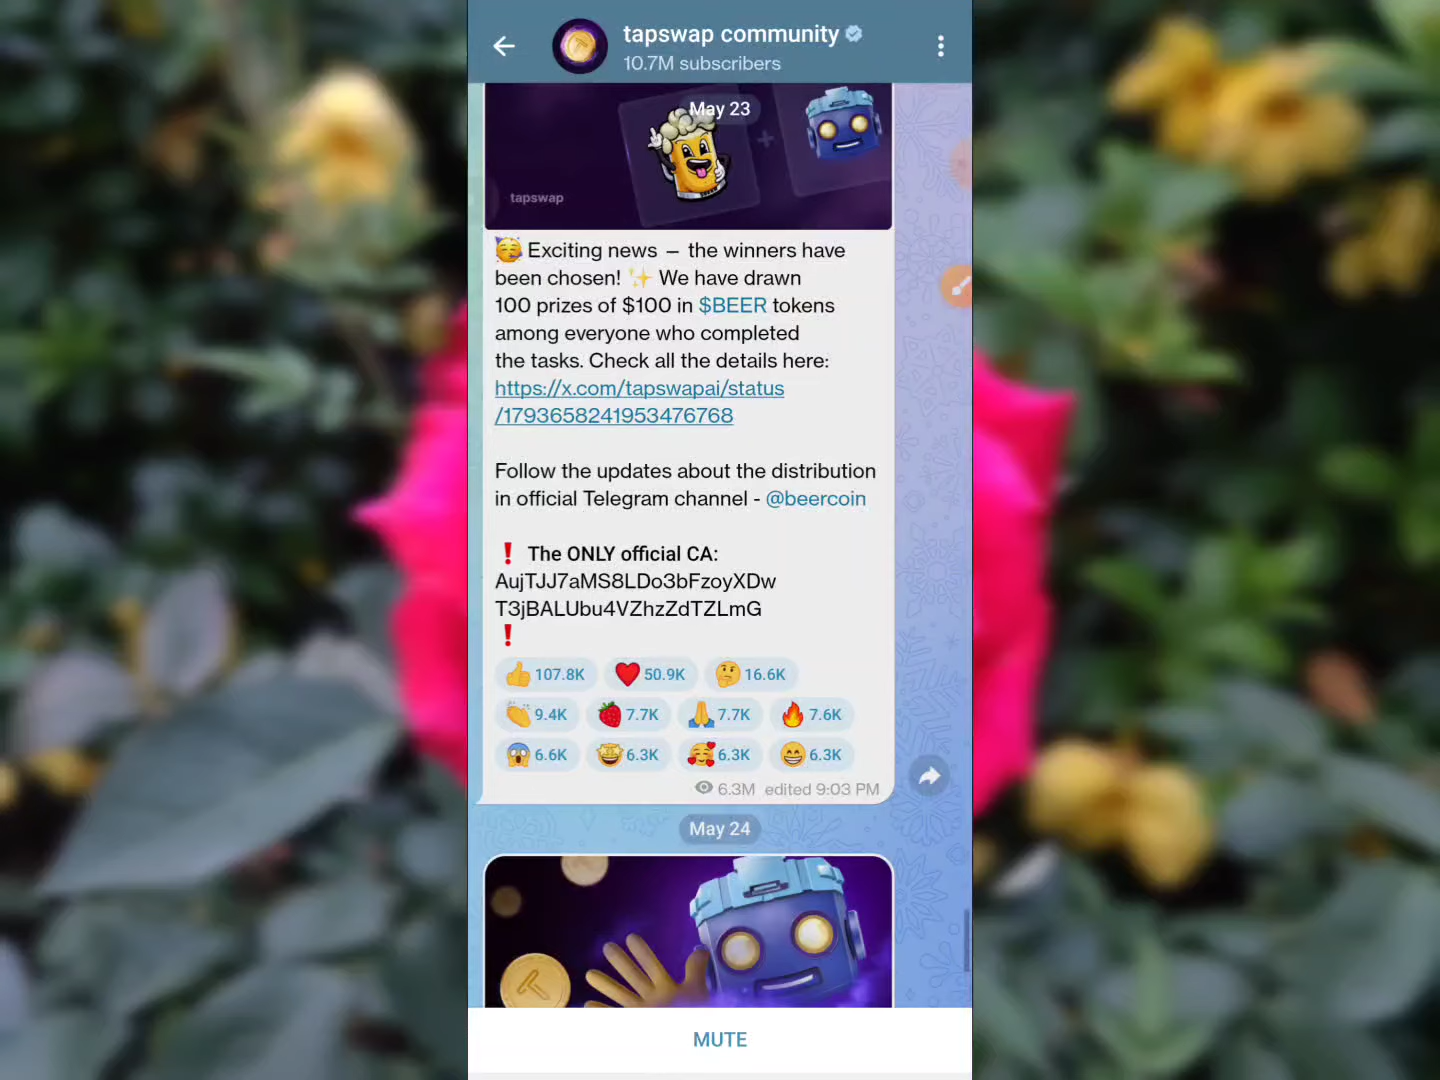 tapswap community
10.7M subscribers
May 23
tapswap
Exciting news – the winners have
been chosen! ✨ We have drawn
100 prizes of $100 in $BEER tokens
among everyone who completed
the tasks. Check all the details here:
https://x.com/tapswapai/status
/1793658241953476768
Follow the updates about the distribution
in official Telegram channel - @beercoin
❗ The ONLY official CA:
AujTJJ7aMS8LDo3bFzoyXDw
T3jBALUbu4VZhzZdTZLmG
❗
107.8K 50.9K 16.6K
9.4K 7.7K 7.7K 7.6K
6.6K 6.3K 6.3K 6.3K
6.3M edited 9:03 PM
May 24
MUTE